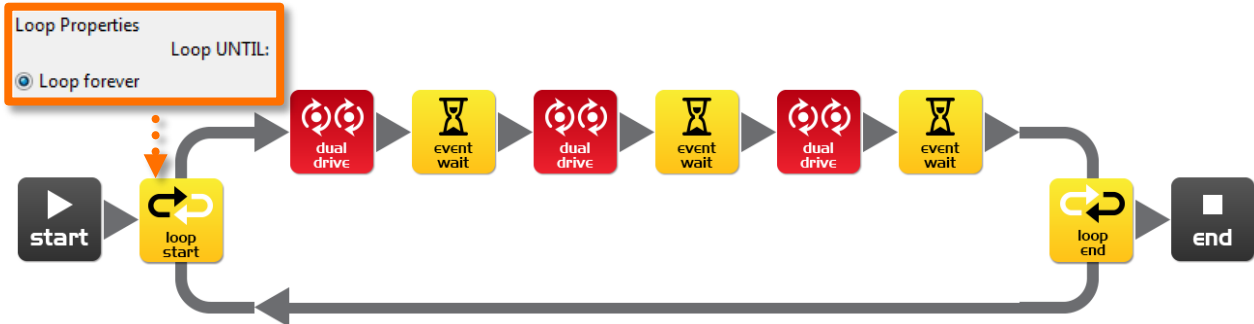 Loop Properties
Loop UNTIL:
Loop forever
dual
drive
event
wait
dual
drive
event
wait
dual
drive
event
wait
start
loop
start
loop
end
end